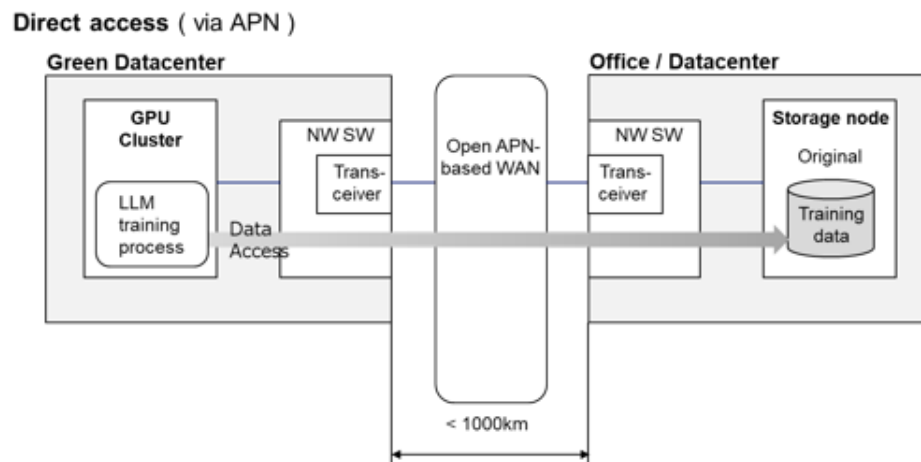 Direct access ( via APN )
Green Datacenter
Office / Datacenter
GPU
Cluster
NW SW
Trans-
ceiver
LLM
training
process
Data
Access
Open APN-
based WAN
NW SW
Trans-
ceiver
Storage node
Original
Training
data
< 1000km